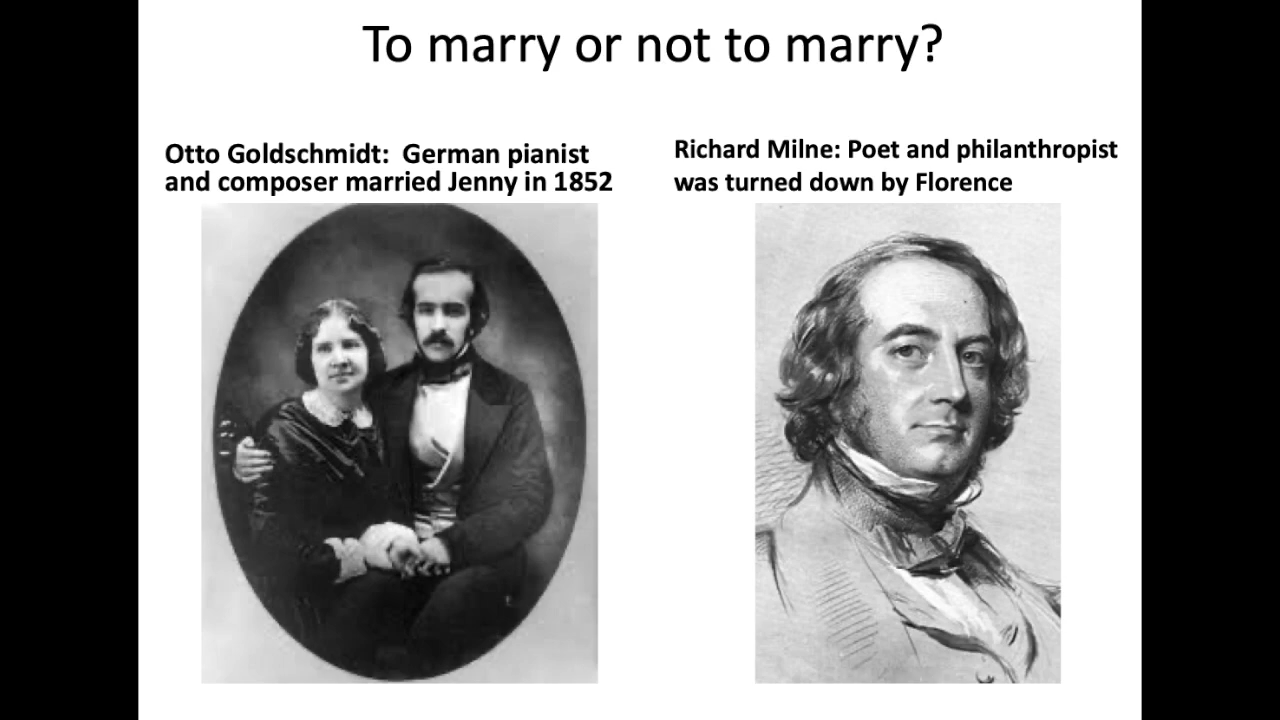 To marry or not to marry?
Otto Goldschmidt:  German pianist
and composer married Jenny in 1852
Richard Milne: Poet and philanthropist
was turned down by Florence